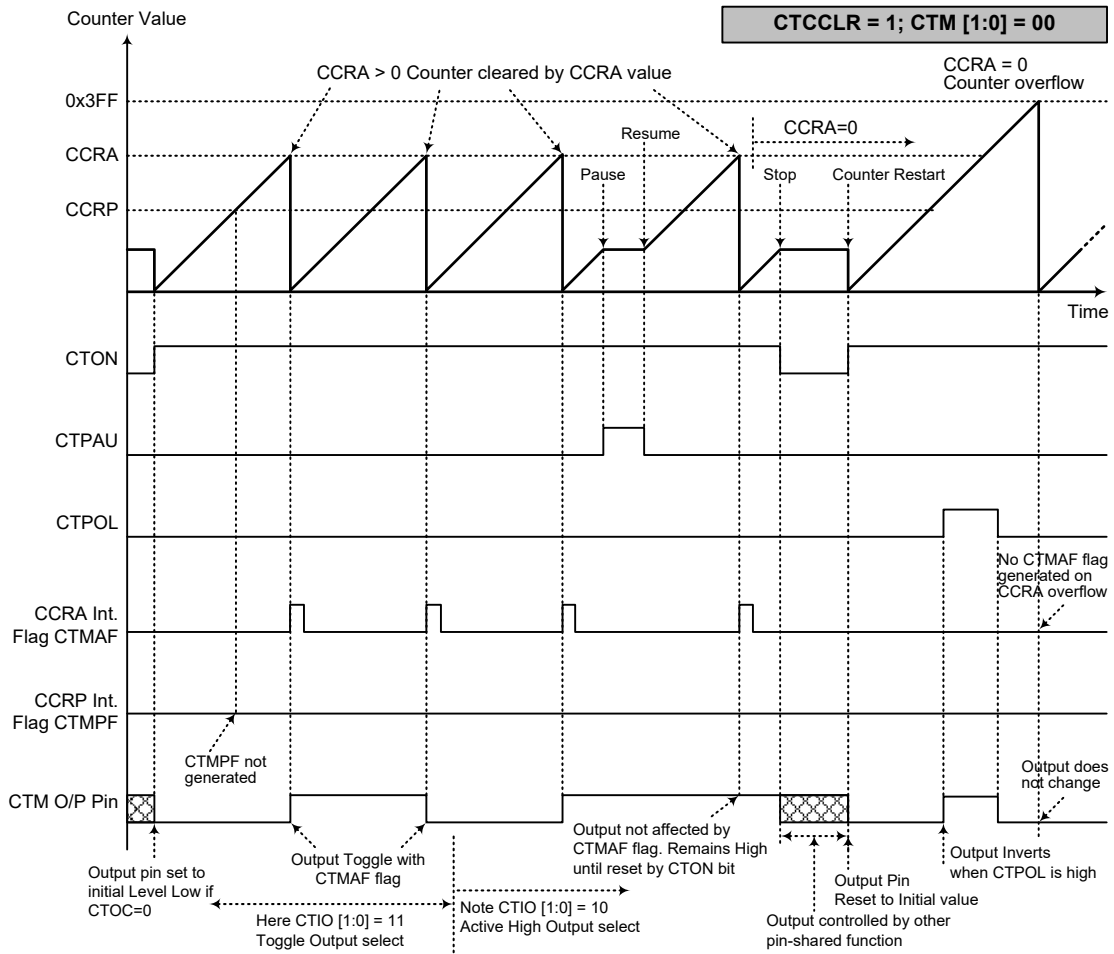 Counter Value
CTCCLR = 1; CTM [1:0] = 00
CCRA > 0 Counter cleared by CCRA value
CCRA = 0
Counter overflow
0x3FF
Resume
CCRA=0
CCRA
Pause
Stop
Counter Restart
CCRP
Time
CTON
CTPAU
CTPOL
No CTMAF flag
generated on
CCRA overflow
CCRA Int.
Flag CTMAF
CCRP Int.
Flag CTMPF
CTMPF not
generated
Output does
not change
CTM O/P Pin
Output pin set to
initial Level Low if
CTOC=0
Output Toggle with
CTMAF flag
Output not affected by
CTMAF flag. Remains High
until reset by CTON bit
Output Inverts
when CTPOL is high
Output Pin
Reset to Initial value
Here CTIO [1:0] = 11
Toggle Output select
Note CTIO [1:0] = 10
Active High Output select
Output controlled by other
pin-shared function